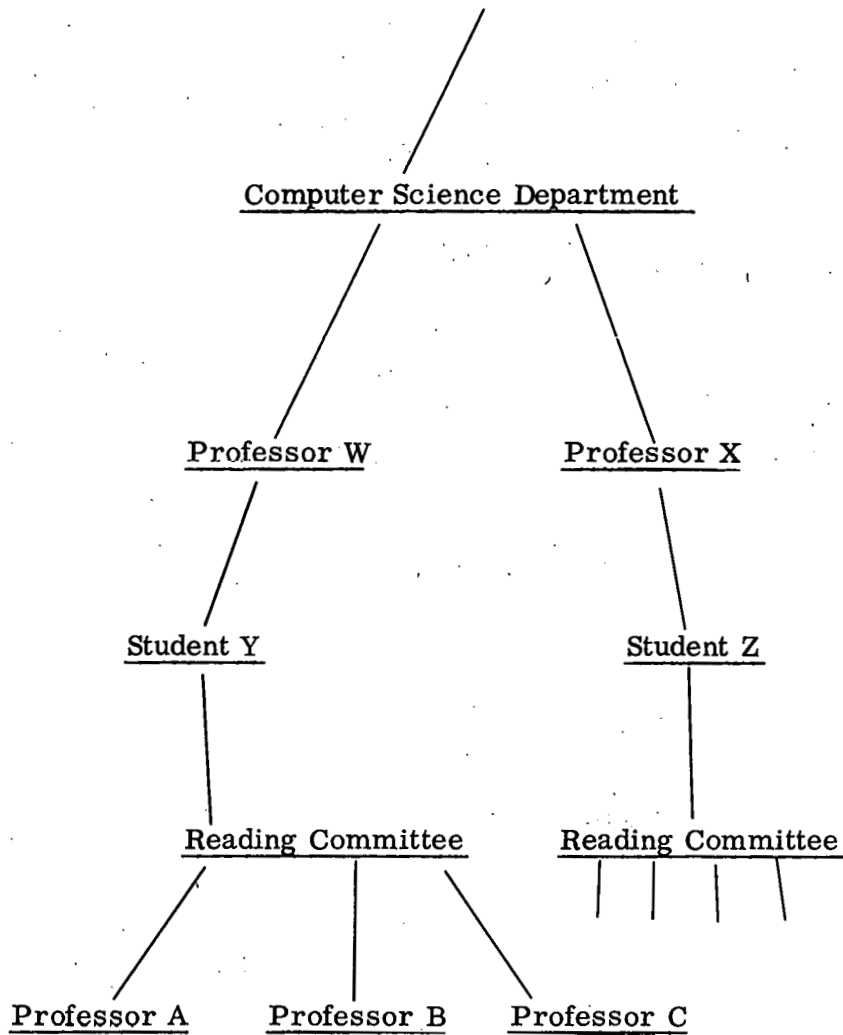 Computer Science Department
Professor W Professor X
Student Y Student Z
Reading Committee Reading Committee
Professor A Professor B Professor C